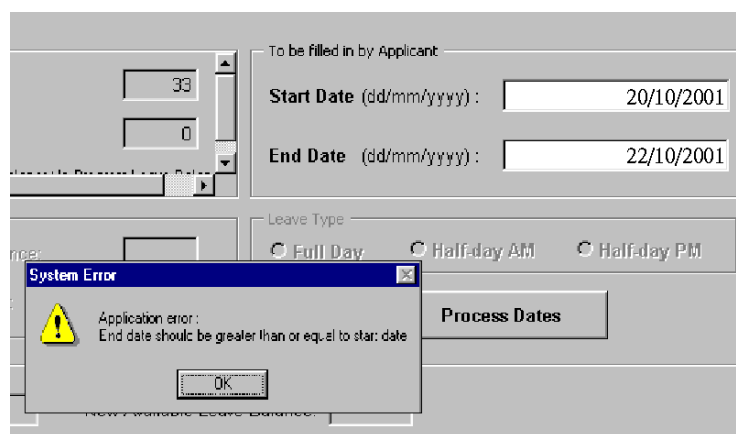 To be filled in by Applicant
33
Start Date (dd/mm/yyyy) : 20/10/2001
0
End Date (dd/mm/yyyy) : 22/10/2001
Leave Type
Full Day Half-day AM Half-day PM
System Error
Application error :
End date should be greater than or equal to start date
Process Dates
OK
New Available Leave Balance: